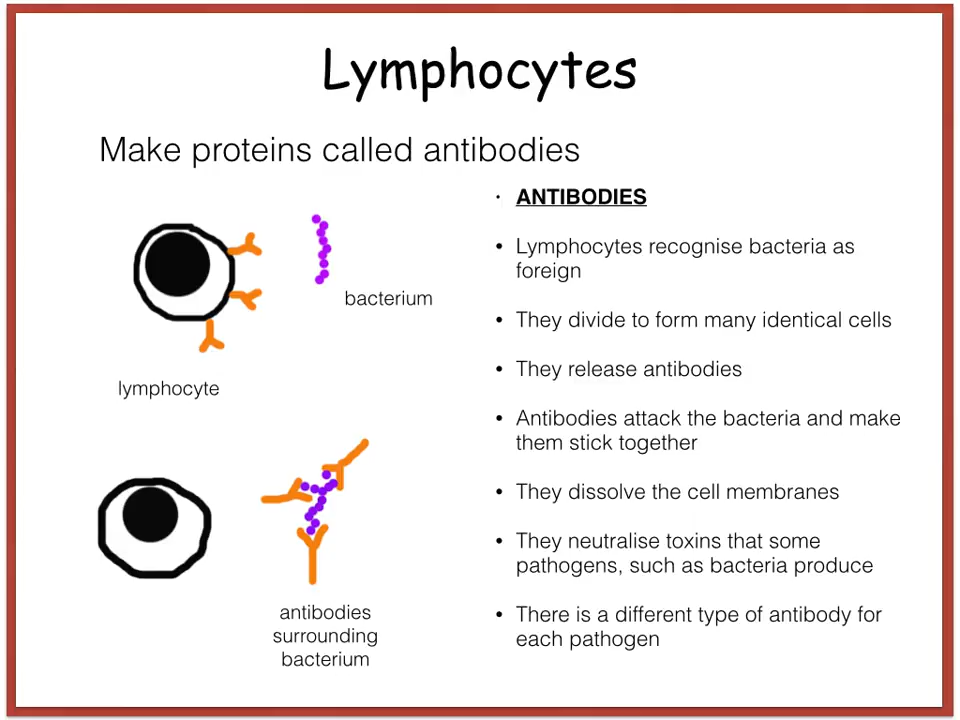 Lymphocytes
Make proteins called antibodies
bacterium
lymphocyte
antibodies
surrounding
bacterium
• ANTIBODIES
• Lymphocytes recognise bacteria as
foreign
• They divide to form many identical cells
• They release antibodies
• Antibodies attack the bacteria and make
them stick together
• They dissolve the cell membranes
• They neutralise toxins that some
pathogens, such as bacteria produce
• There is a different type of antibody for
each pathogen